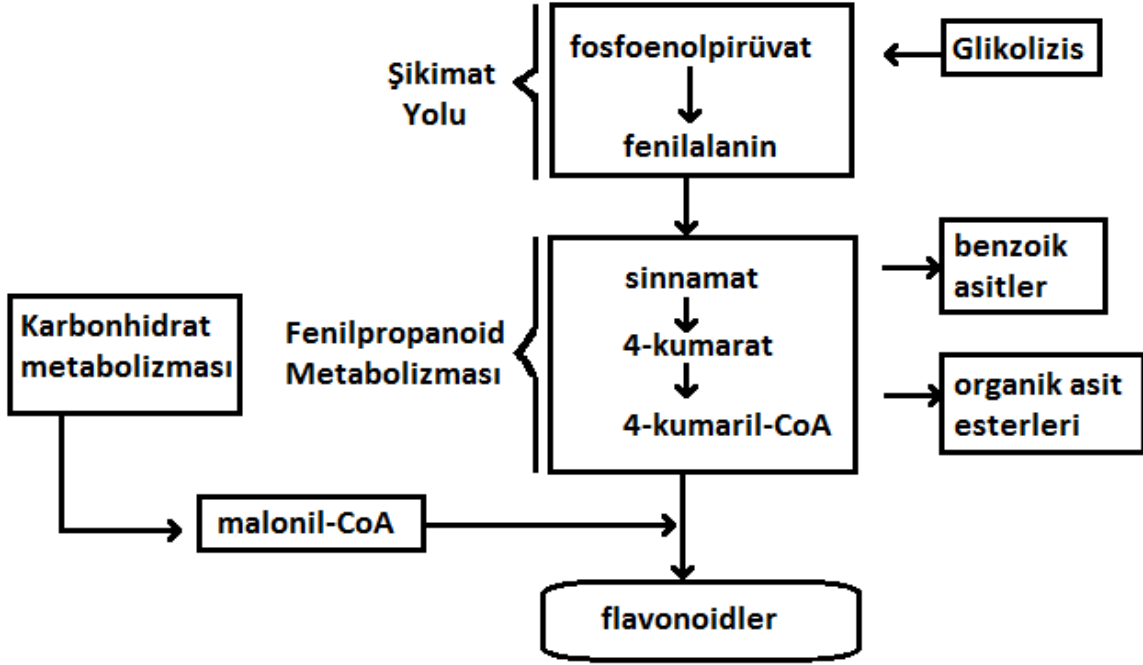 fosfoenolpirüvat
fenilalanin
Glikolizis
Şikimat
Yolu
sinnamat
4-kumarat
4-kumaril-CoA
benzoik
asitler
organik asit
esterleri
Fenilpropanoid
Metabolizması
Karbonhidrat
metabolizması
malonil-CoA
flavonoidler